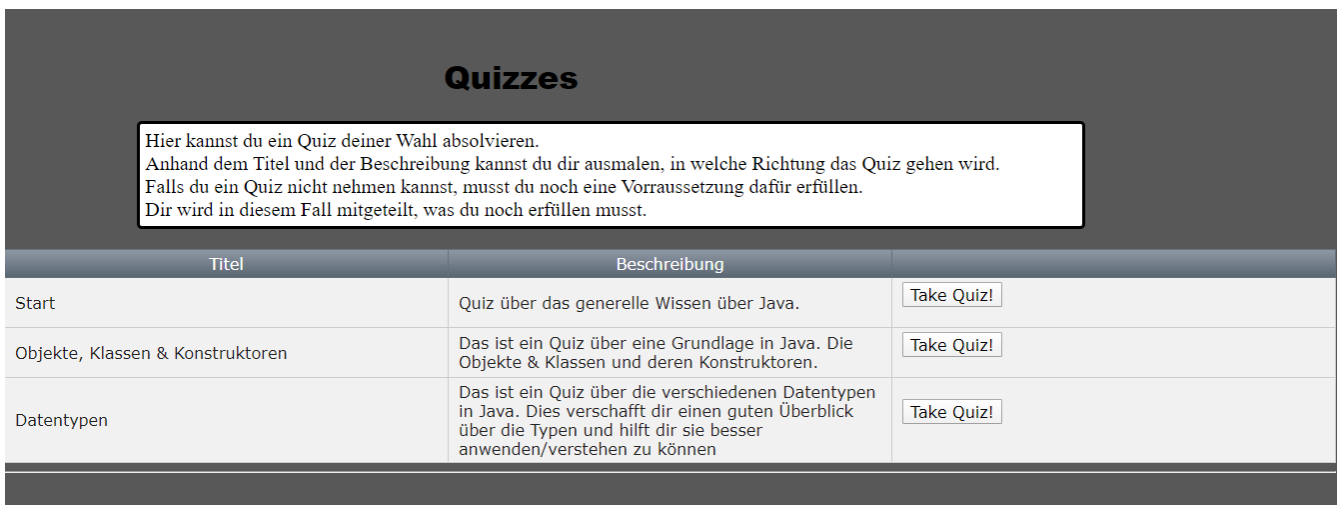 Quizzes
Hier kannst du ein Quiz deiner Wahl absolvieren.
Anhand dem Titel und der Beschreibung kannst du dir ausmalen, in welche Richtung das Quiz gehen wird.
Falls du ein Quiz nicht nehmen kannst, musst du noch eine Vorraussetzung dafür erfüllen.
Dir wird in diesem Fall mitgeteilt, was du noch erfüllen musst.
Titel Beschreibung
Start
Quiz über das generelle Wissen über Java.
Take Quiz!
Objekte, Klassen & Konstruktoren
Das ist ein Quiz über eine Grundlage in Java. Die
Objekte & Klassen und deren Konstruktoren.
Take Quiz!
Datentypen
Das ist ein Quiz über die verschiedenen Datentypen
in Java. Dies verschafft dir einen guten Überblick
über die Typen und hilft dir sie besser
anwenden/verstehen zu können
Take Quiz!